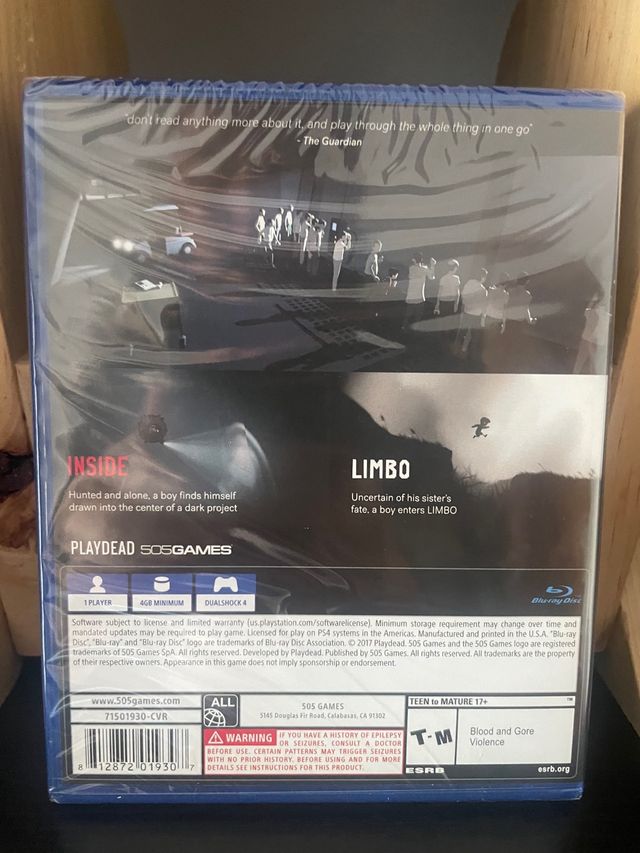 "don't read anything more about it, and play through the whole thing in one go"
- The Guardian
INSIDE
Hunted and alone, a boy finds himself
drawn into the center of a dark project
LIMBO
Uncertain of his sister's
fate, a boy enters LIMBO
PLAYDEAD 505GAMES
1 PLAYER
4GB MINIMUM
DUALSHOCK 4
Blu-ray Disc
Software subject to license and limited warranty (us.playstation.com/softwarelicense). Minimum storage requirement may change over time and
mandated updates may be required to play game. Licensed for play on PS4 systems in the Americas. Manufactured and printed in the U.S.A. "Blu-ray
Disc", "Blu-ray" and "Blu-ray Disc" logo are trademarks of Blu-ray Disc Association. © 2017 Playdead. 505 Games and the 505 Games logo are registered
trademarks of 505 Games SpA. All rights reserved. Developed by Playdead. Published by 505 Games. All rights reserved. All trademarks are the property
of their respective owners. Appearance in this game does not imply sponsorship or endorsement.
www.505games.com
71501930-CVR
8 12872 01930 7
ALL
505 GAMES
5145 Douglas Fir Road, Calabasas, CA 91302
WARNING IF YOU HAVE A HISTORY OF EPILEPSY
OR SEIZURES, CONSULT A DOCTOR
BEFORE USE. CERTAIN PATTERNS MAY TRIGGER SEIZURES
WITH NO PRIOR HISTORY. BEFORE USING AND FOR MORE
DETAILS SEE INSTRUCTIONS FOR THIS PRODUCT.
TEEN to MATURE 17+ ™
T-M
Blood and Gore
Violence
ESRB
esrb.org